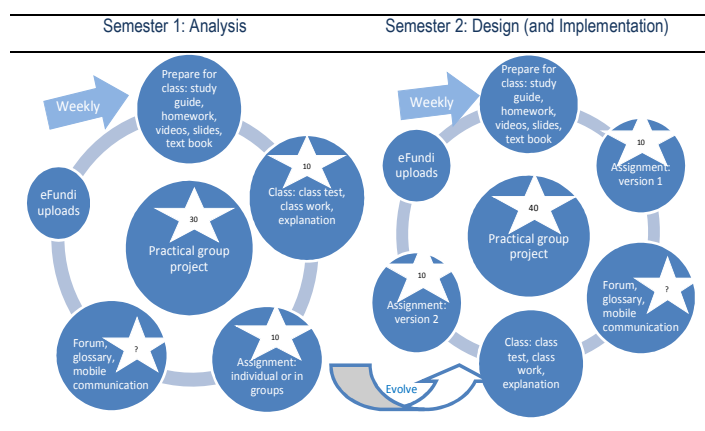 Semester 1: Analysis
Semester 2: Design (and Implementation)
Weekly
Prepare for
class: study
guide,
homework,
videos, slides,
text book
10
Class: class test,
class work,
explanation
10
Assignment:
individual or in
groups
Forum,
glossary,
mobile
communication
?
eFundi
uploads
30
Practical group
project
Evolve
Weekly
Prepare for
class: study
guide,
homework,
videos, slides,
text book
10
Assignment:
version 1
Forum,
glossary,
mobile
communication
?
Class: class
test, class
work,
explanation
10
Assignment:
version 2
eFundi
uploads
40
Practical group
project